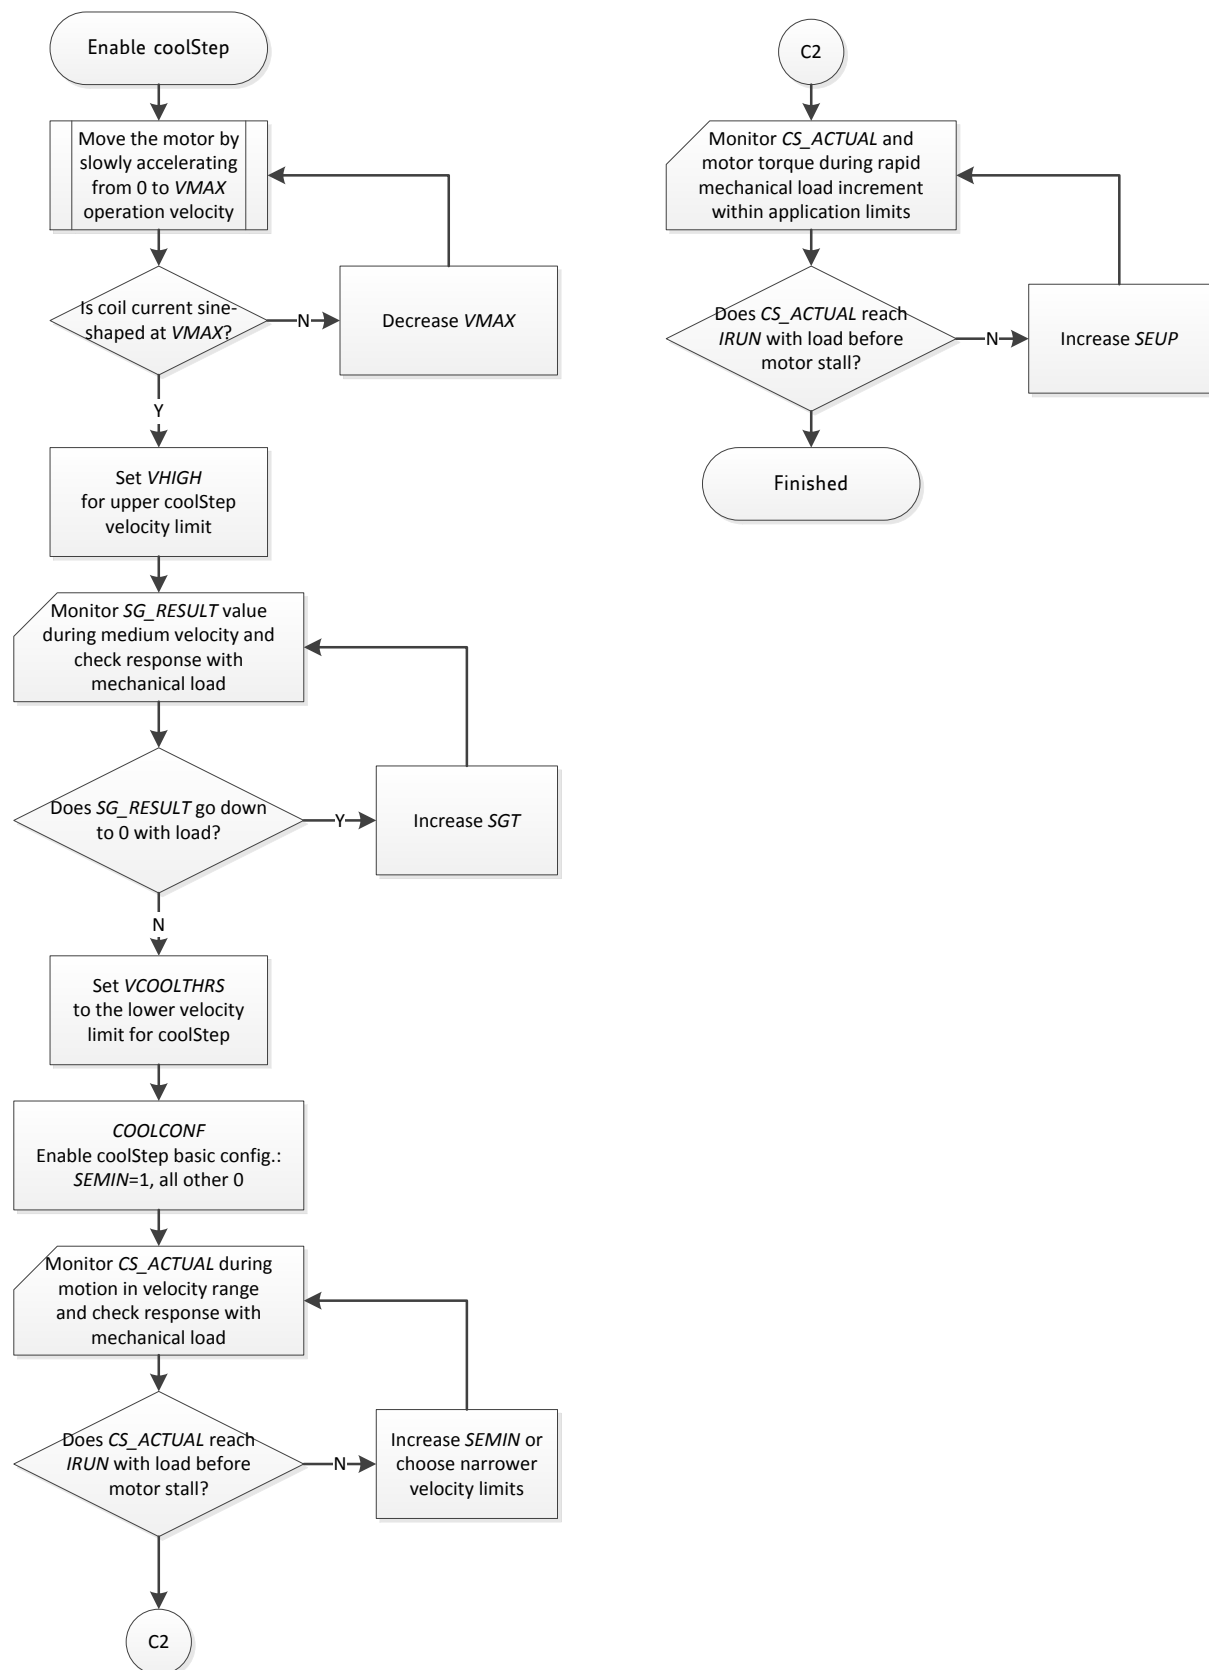 Enable coolStep
Move the motor by
slowly accelerating
from 0 to VMAX
operation velocity
Is coil current sine-
shaped at VMAX?
N
Decrease VMAX
Y
Set VHIGH
for upper coolStep
velocity limit
Monitor SG_RESULT value
during medium velocity and
check response with
mechanical load
Does SG_RESULT go down
to 0 with load?
Y
Increase SGT
N
Set VCOOLTHRS
to the lower velocity
limit for coolStep
COOLCONF
Enable coolStep basic config.:
SEMIN=1, all other 0
Monitor CS_ACTUAL during
motion in velocity range
and check response with
mechanical load
Does CS_ACTUAL reach
IRUN with load before
motor stall?
N
Increase SEMIN or
choose narrower
velocity limits
C2
C2
Monitor CS_ACTUAL and
motor torque during rapid
mechanical load increment
within application limits
Does CS_ACTUAL reach
IRUN with load before
motor stall?
N
Increase SEUP
Finished